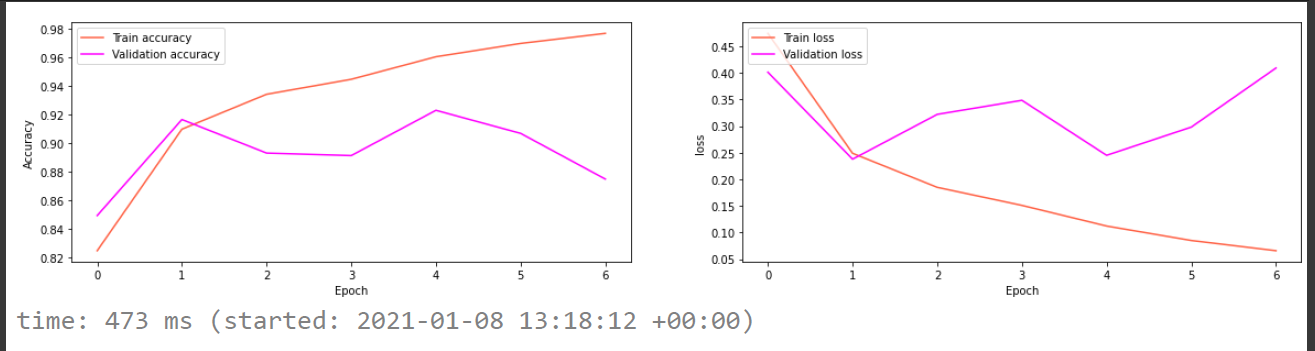 0.98
0.96
0.94
0.92
0.90
0.88
0.86
0.84
0.82
Accuracy
Train accuracy
Validation accuracy
0 1 2 3 4 5 6
Epoch
0.45
0.40
0.35
0.30
0.25
0.20
0.15
0.10
0.05
loss
Train loss
Validation loss
0 1 2 3 4 5 6
Epoch
time: 473 ms (started: 2021-01-08 13:18:12 +00:00)